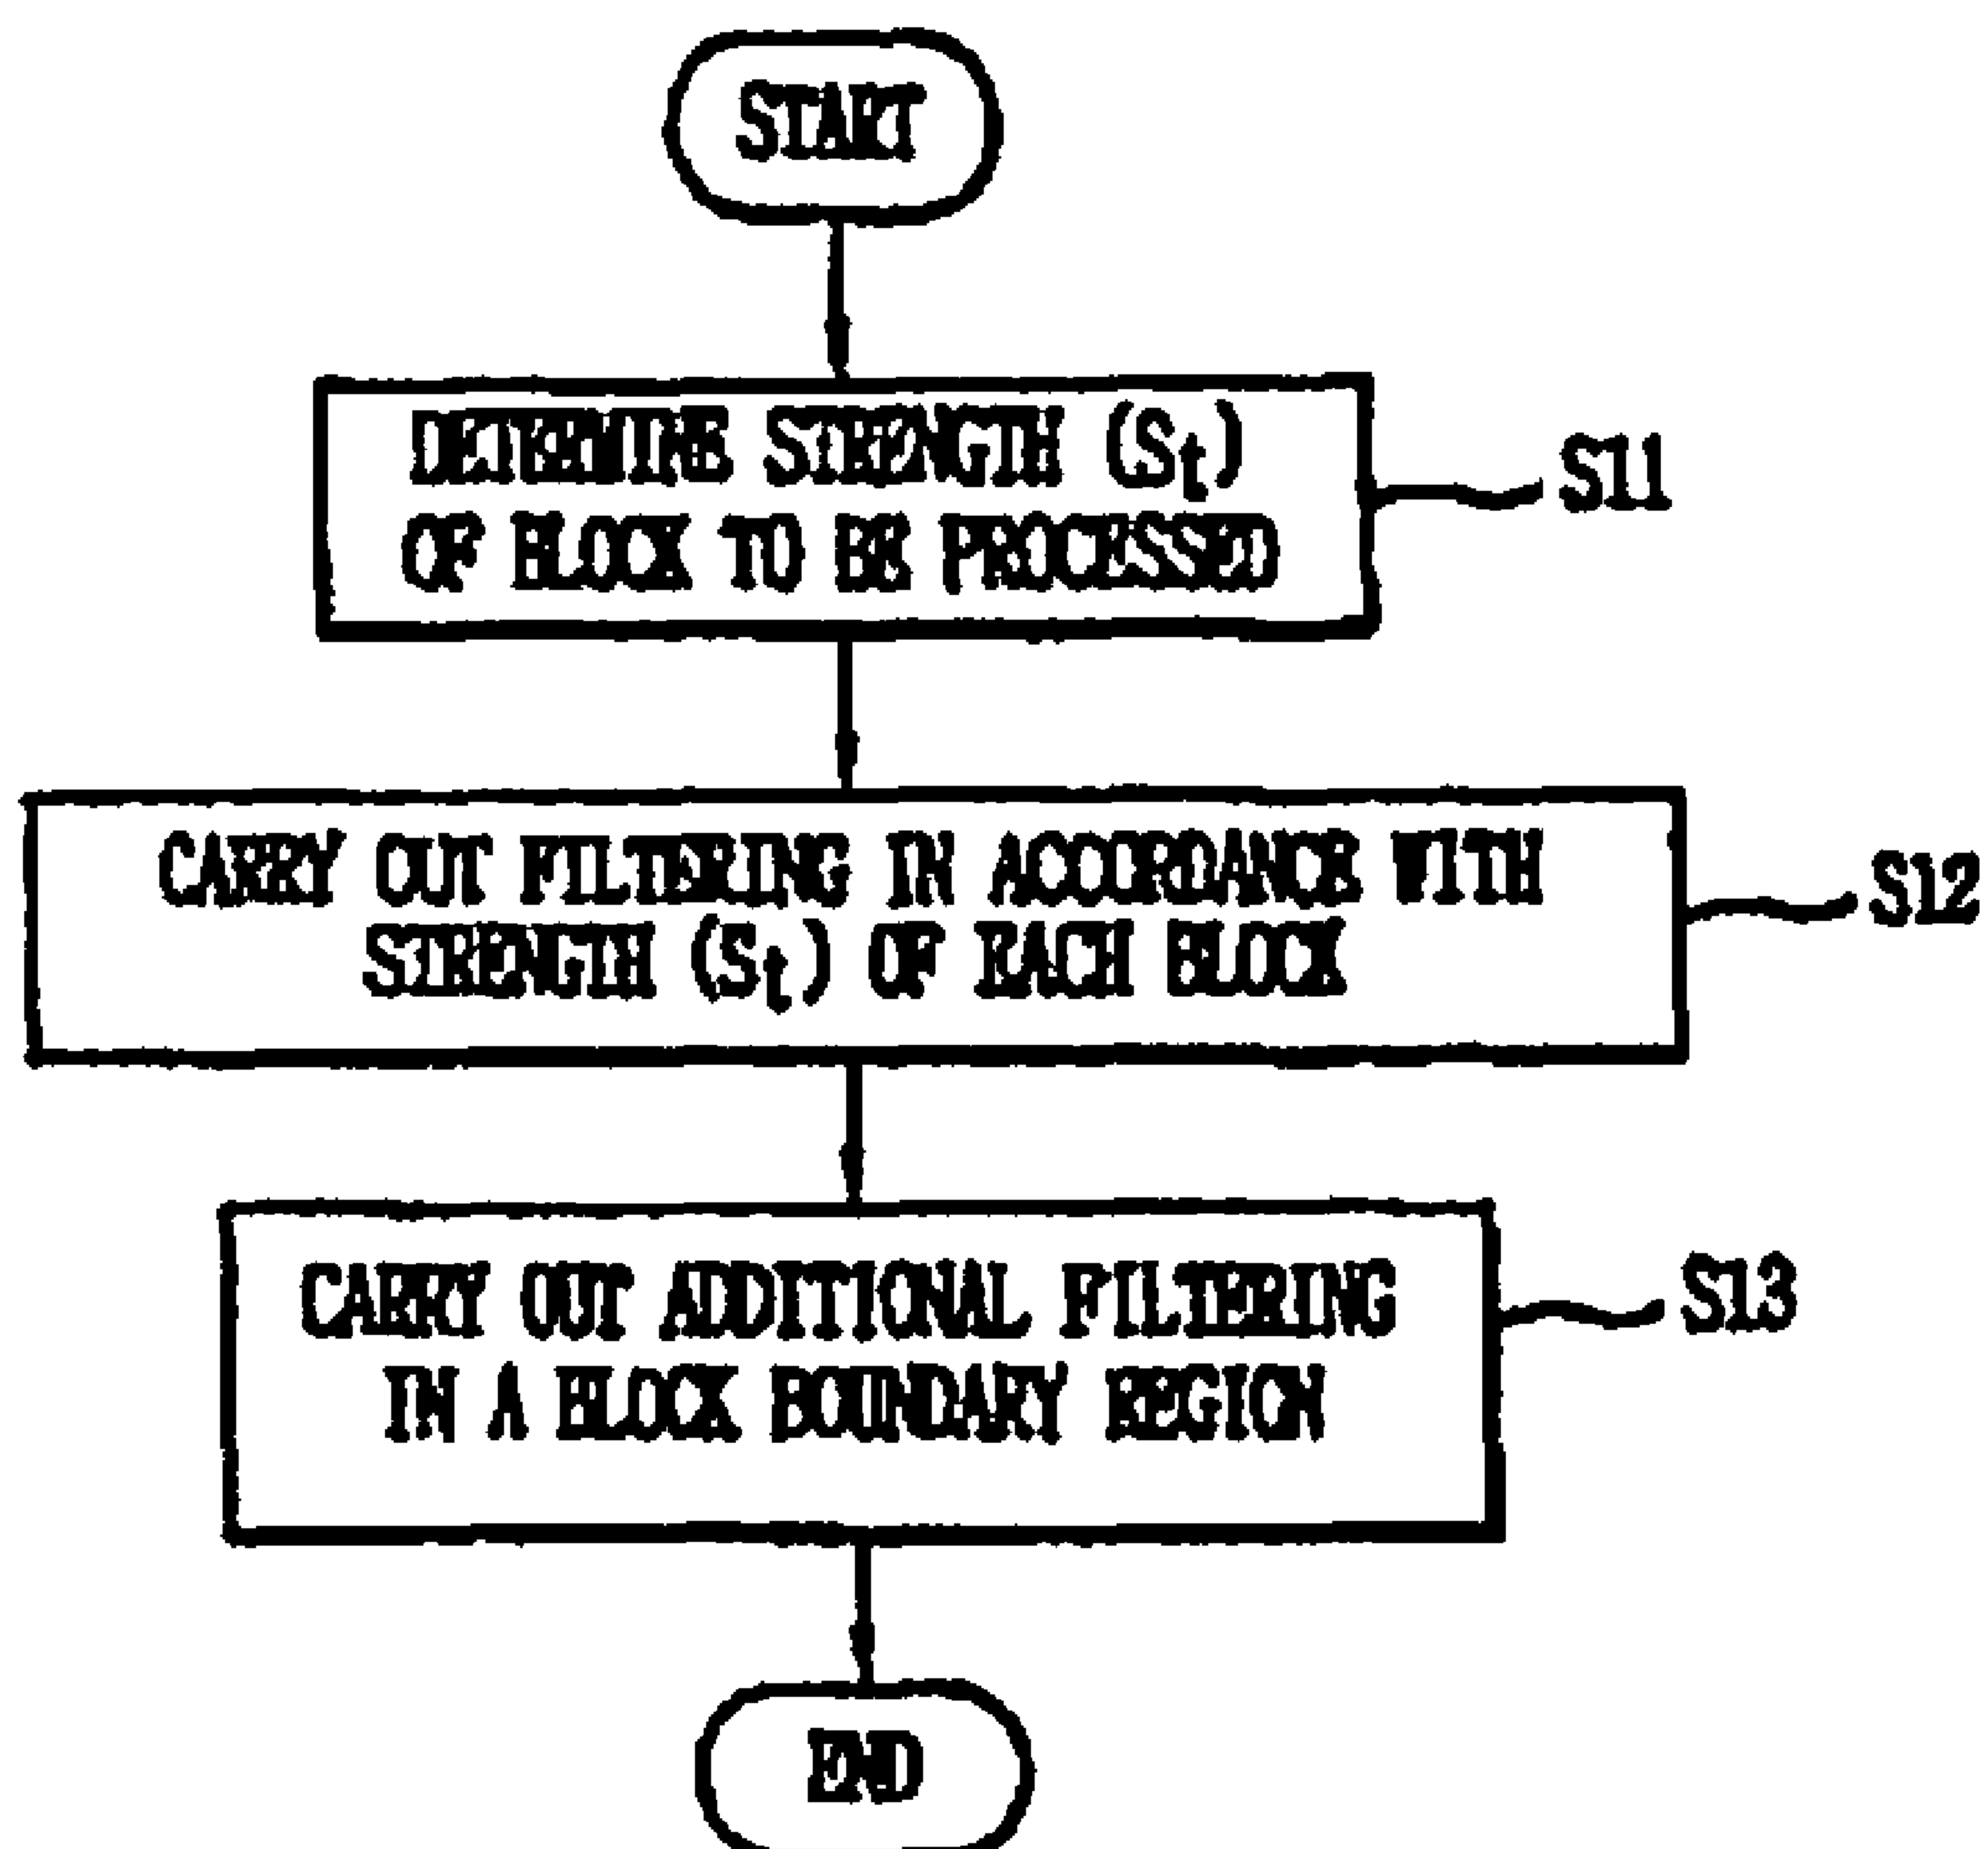 START
DETERMINE STRENGTH (St)
OF BLOCK TO BE PROCESSED
S11
CARRY OUT FILTERING IN ACCORDANCE WITH
STRENGTH (St) OF EACH BLOCK
S12
CARRY OUT ADDITIONAL FILTERING
IN A BLOCK BOUNDARY REGION
S13
END